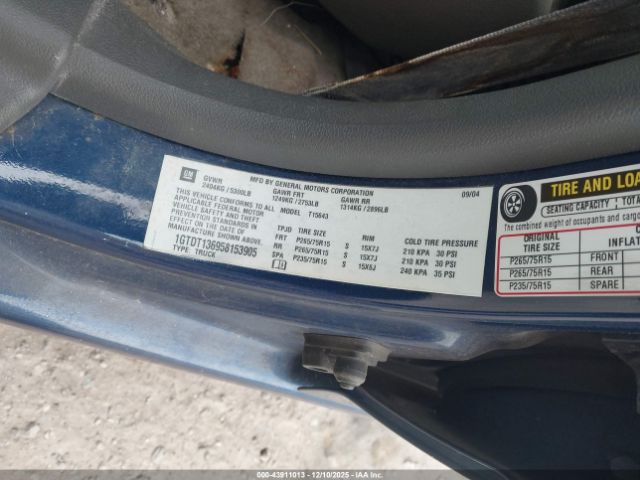 GM
MFD BY GENERAL MOTORS CORPORATION 09/04
GVWR GAWR FRT GAWR RR
2404KG / 5300LB 1249KG / 2753LB 1314KG / 2896LB
THIS VEHICLE CONFORMS TO ALL
APPLICABLE FEDERAL MOTOR
VEHICLE SAFETY AND BUMPER
STANDARDS IN EFFECT ON THE DATE OF
MANUFACTURE SHOWN ABOVE.
1GTDT136958153905
TYPE: TRUCK
MODEL: T15643
TPJD TIRE SIZE RIM COLD TIRE PRESSURE
FRT P265/75R15 S 15X7J 210 KPA 30 PSI
RR P265/75R15 S 15X7J 210 KPA 30 PSI
SPA P235/75R15 S 15X6J 240 KPA 35 PSI
TIRE AND LOA
SEATING CAPACITY TOTA
The combined weight of occupants and cargo
ORIGINAL TIRE SIZE
INFLAT
P265/75R15 FRONT
P265/75R15 REAR
P235/75R15 SPARE
000-43911013 12/10/2025 - IAAHOLDINGS